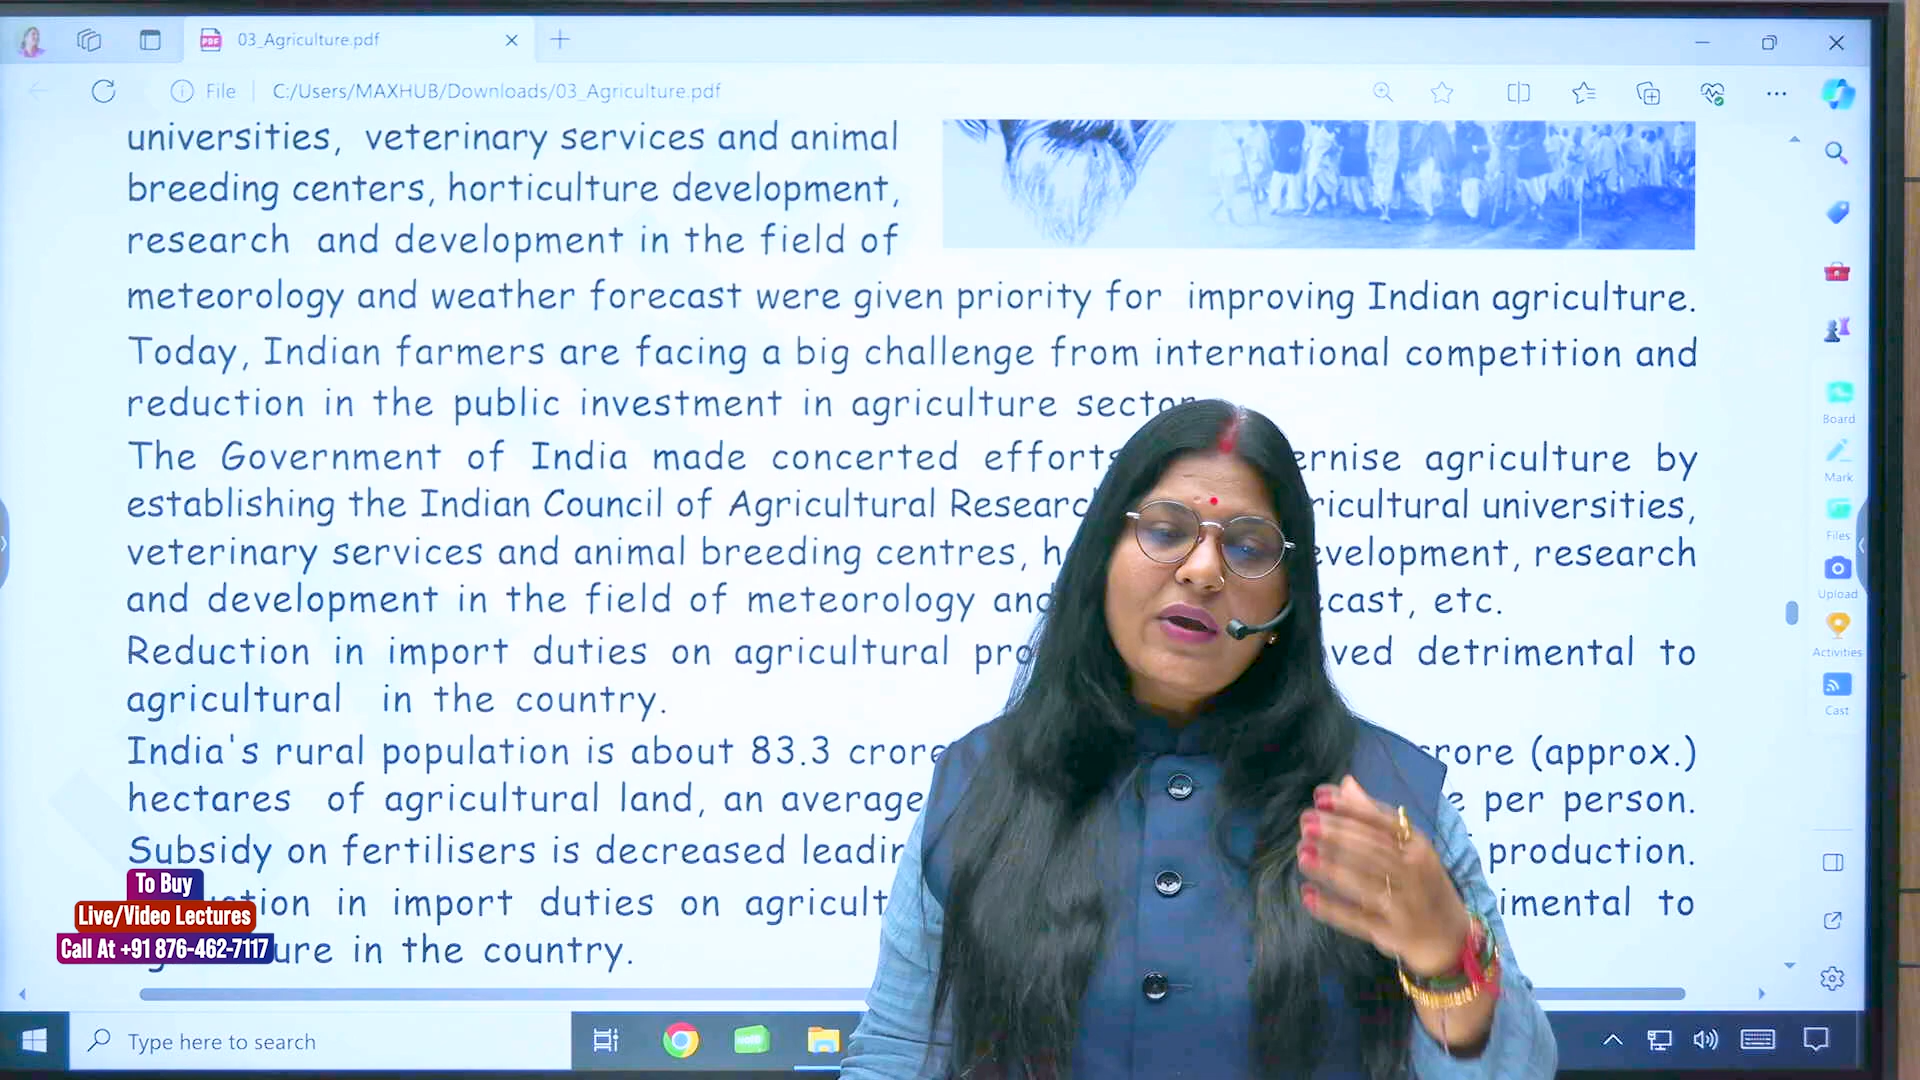 03_Agriculture.pdf
File
C:/Users/MAXHUB/Downloads/03_Agriculture.pdf
universities, veterinary services and animal
breeding centers, horticulture development,
research and development in the field of
meteorology and weather forecast were given priority for improving Indian agriculture.
Today, Indian farmers are facing a big challenge from international competition and
reduction in the public investment in agriculture sector
The Government of India made concerted efforts ernise agriculture by
establishing the Indian Council of Agricultural Researc ricultural universities,
veterinary services and animal breeding centres, h evelopment, research
and development in the field of meteorology and cast, etc.
Reduction in import duties on agricultural pro ved detrimental to
agricultural in the country.
India's rural population is about 83.3 crore crore (approx.)
hectares of agricultural land, an average e per person.
Subsidy on fertilisers is decreased leadin production.
ction in import duties on agricult imental to
ure in the country.
To Buy
Live/Video Lectures
Call At +91 876-462-7117
Board
Mark
Files
Upload
Activities
Cast
Type here to search